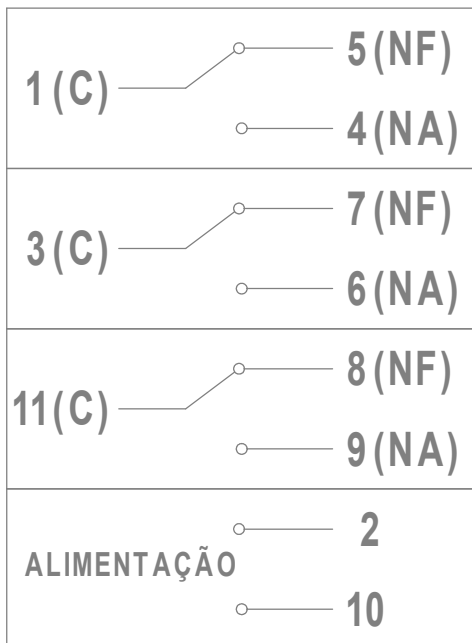 5(NF)
1(C)
4(NA)
7(NF)
3(C)
6(NA)
8(NF)
11(C)
9(NA)
2
ALIMENTAÇÃO
10